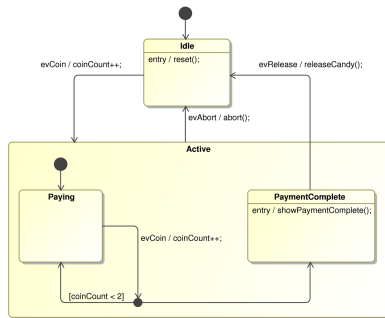 Idle
entry / reset();
evCoin / coinCount++;
evRelease / releaseCandy();
evAbort / abort();
Active
Paying
PaymentComplete
entry / showPaymentComplete();
evCoin / coinCount++;
[coinCount < 2]